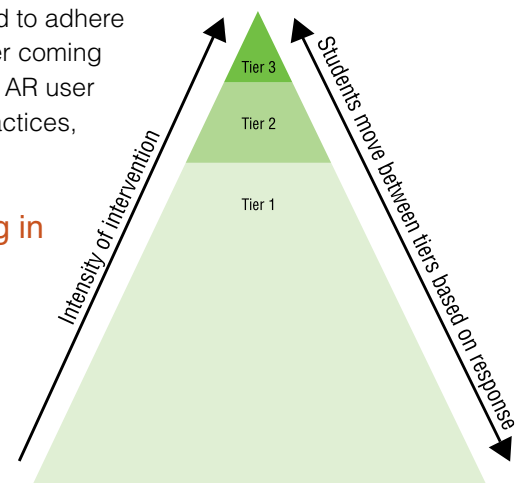 d to adhere
er coming
AR user
actices,
g in
Tier 3
Tier 2
Tier 1
Intensity of intervention
Students move between tiers based on response